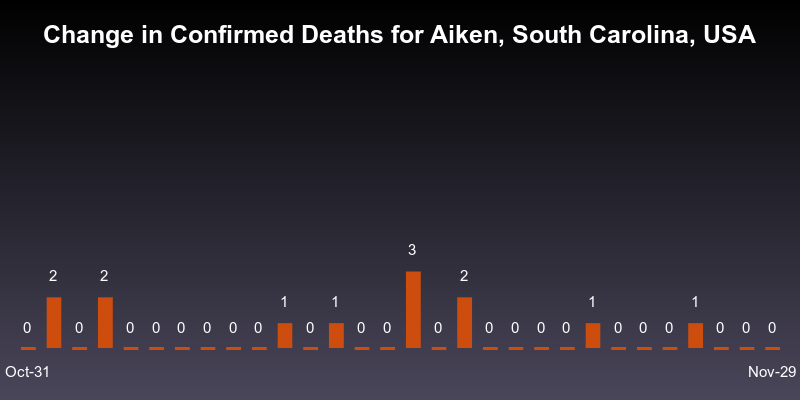 Change in Confirmed Deaths for Aiken, South Carolina, USA
3
2 2 2
1 1 1 1
0 0 0 0 0 0 0 0 0 0 0 0 0 0 0 0 0 0 0 0 0 0
Oct-31 Nov-29